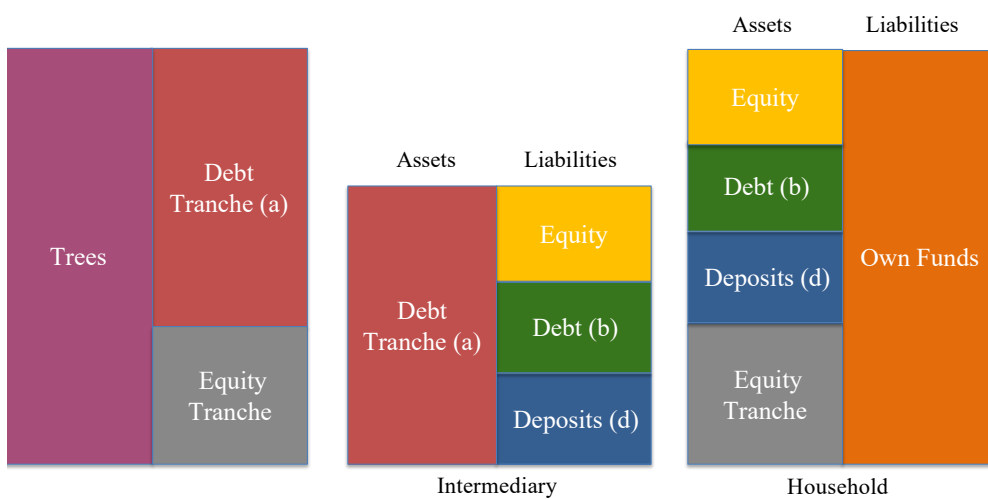 Trees
Debt
Tranche (a)
Equity
Tranche
Assets
Liabilities
Debt
Tranche (a)
Equity
Debt (b)
Deposits (d)
Intermediary
Assets
Liabilities
Equity
Debt (b)
Deposits (d)
Equity
Tranche
Own Funds
Household